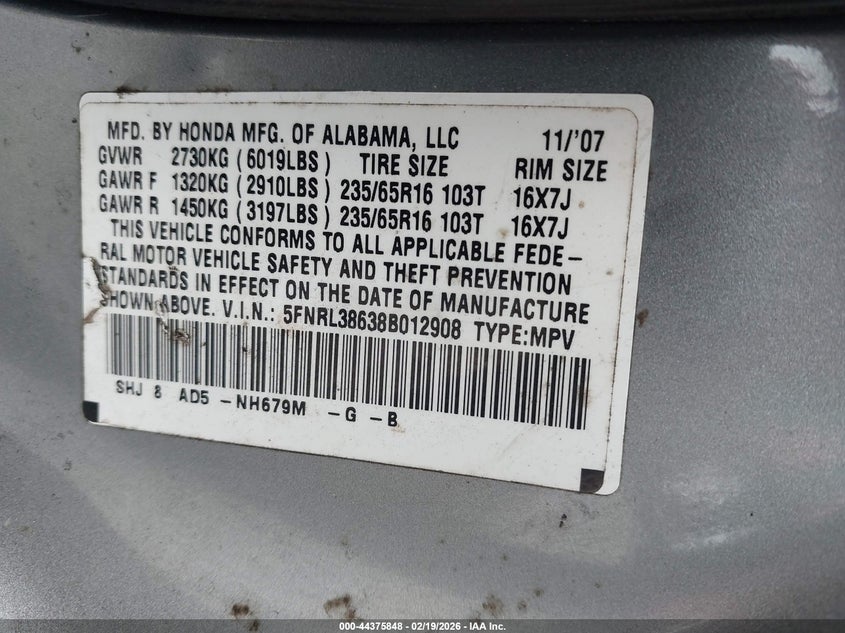 MFD. BY HONDA MFG. OF ALABAMA, LLC 11/'07
GVWR 2730KG (6019LBS) TIRE SIZE RIM SIZE
GAWR F 1320KG (2910LBS) 235/65R16 103T 16X7J
GAWR R 1450KG (3197LBS) 235/65R16 103T 16X7J
THIS VEHICLE CONFORMS TO ALL APPLICABLE FEDE-
RAL MOTOR VEHICLE SAFETY AND THEFT PREVENTION
STANDARDS IN EFFECT ON THE DATE OF MANUFACTURE
SHOWN ABOVE. V.I.N.: 5FNRL38638B012908 TYPE:MPV
SHJ 8 AD5 -NH679M -G -B
000-44375848 - 02/19/2026 - IAA Inc.